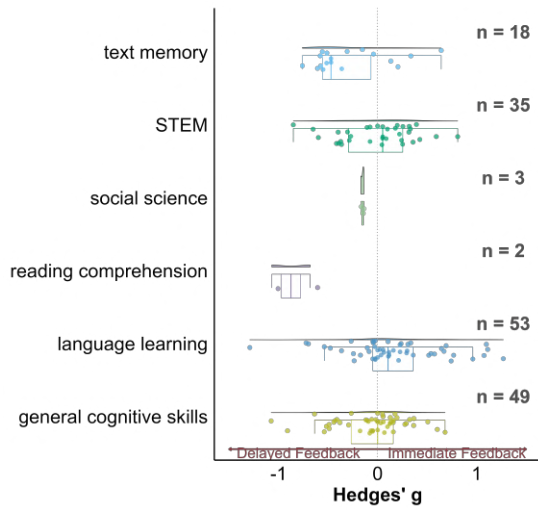 text memory
n = 18
STEM
n = 35
social science
n = 3
reading comprehension
n = 2
language learning
n = 53
general cognitive skills
n = 49
Delayed Feedback
Immediate Feedback
-1
0
1
Hedges' g